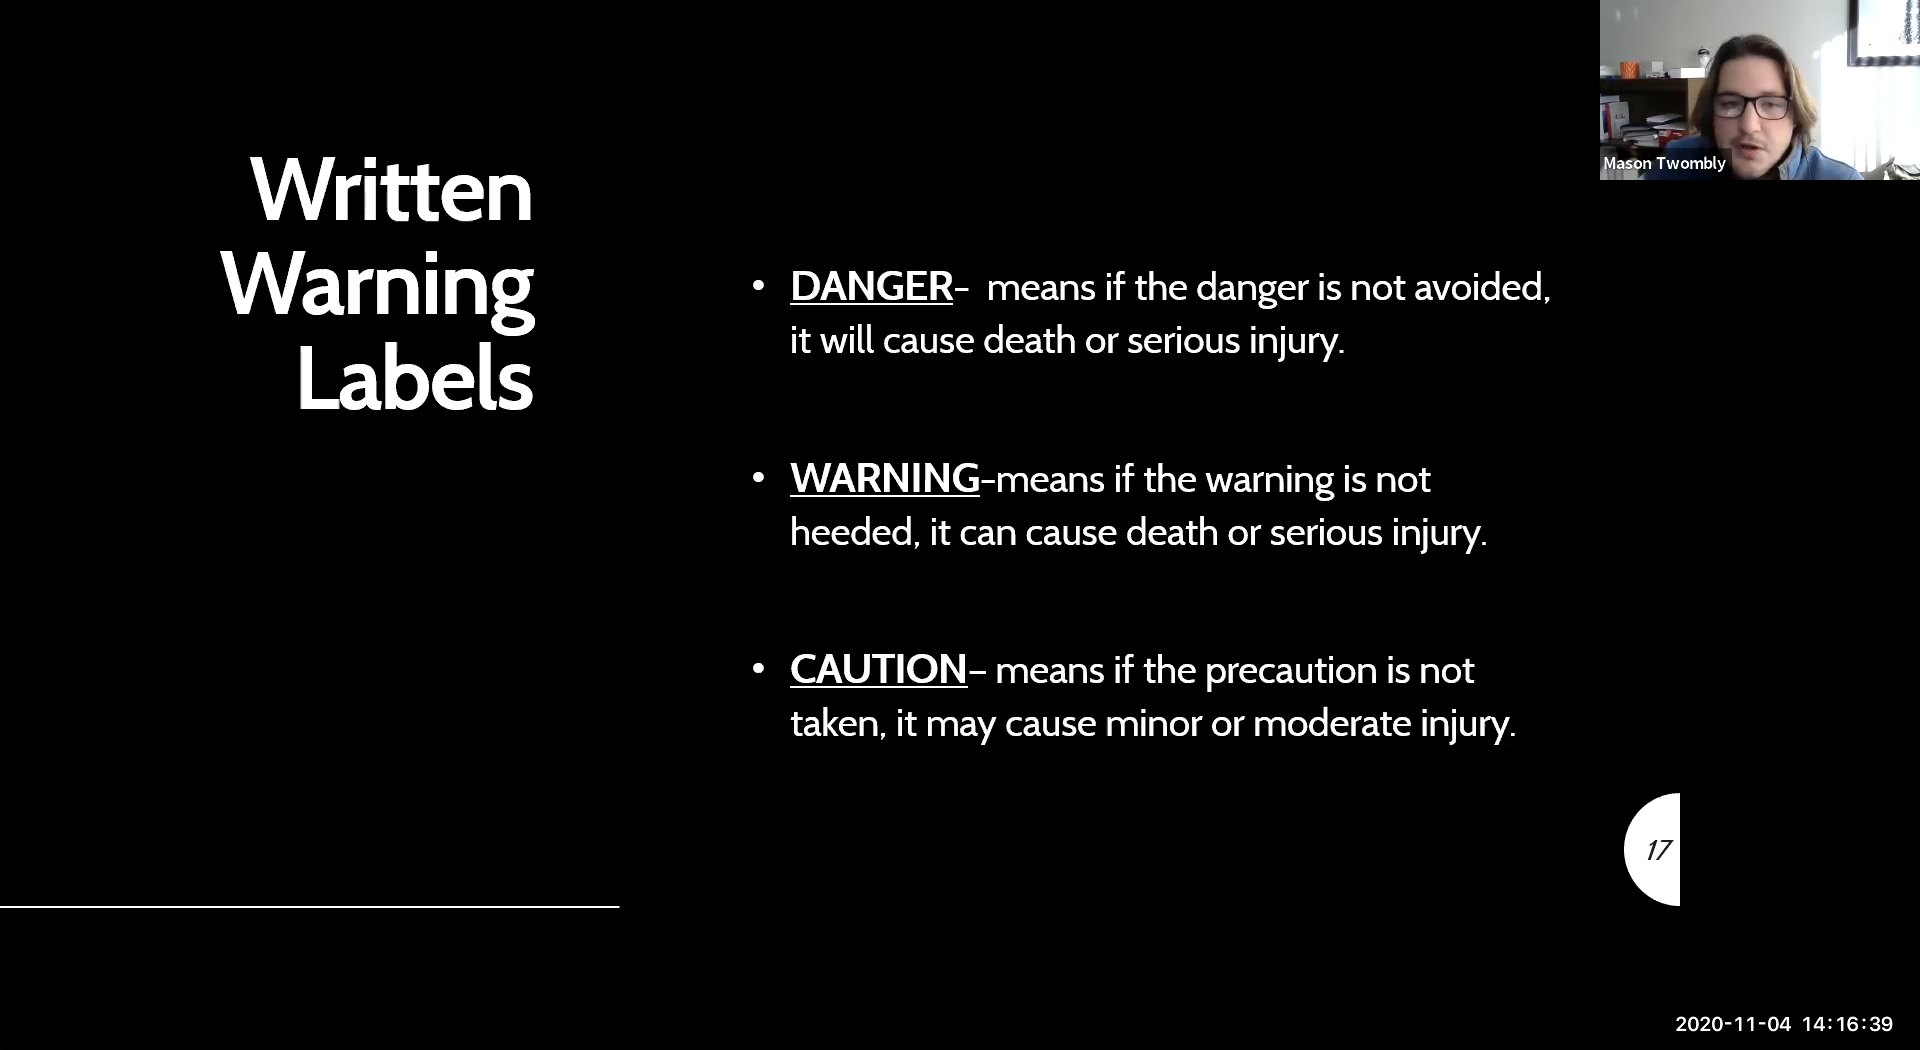 Written
Warning
Labels
• DANGER–  means if the danger is not avoided,
it will cause death or serious injury.
• WARNING–means if the warning is not
heeded, it can cause death or serious injury.
• CAUTION– means if the precaution is not
taken, it may cause minor or moderate injury.
17
Mason Twombly
2020-11-04 14:16:39